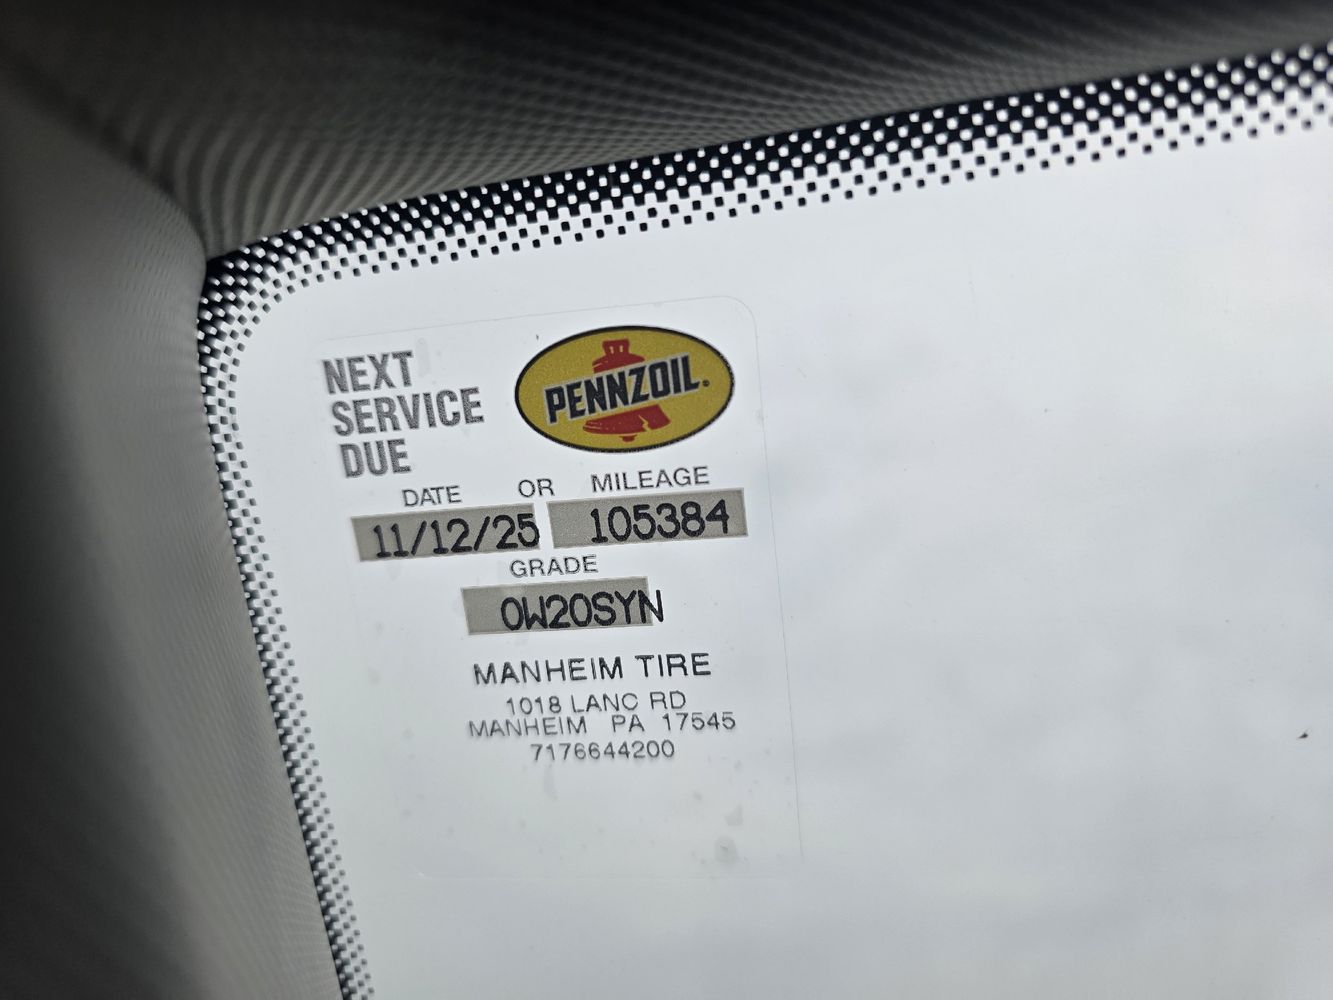 NEXT
SERVICE
DUE
PENNZOIL®
DATE OR MILEAGE
11/12/25 105384
GRADE
0W20SYN
MANHEIM TIRE
1018 LANC RD
MANHEIM PA 17545
7176644200